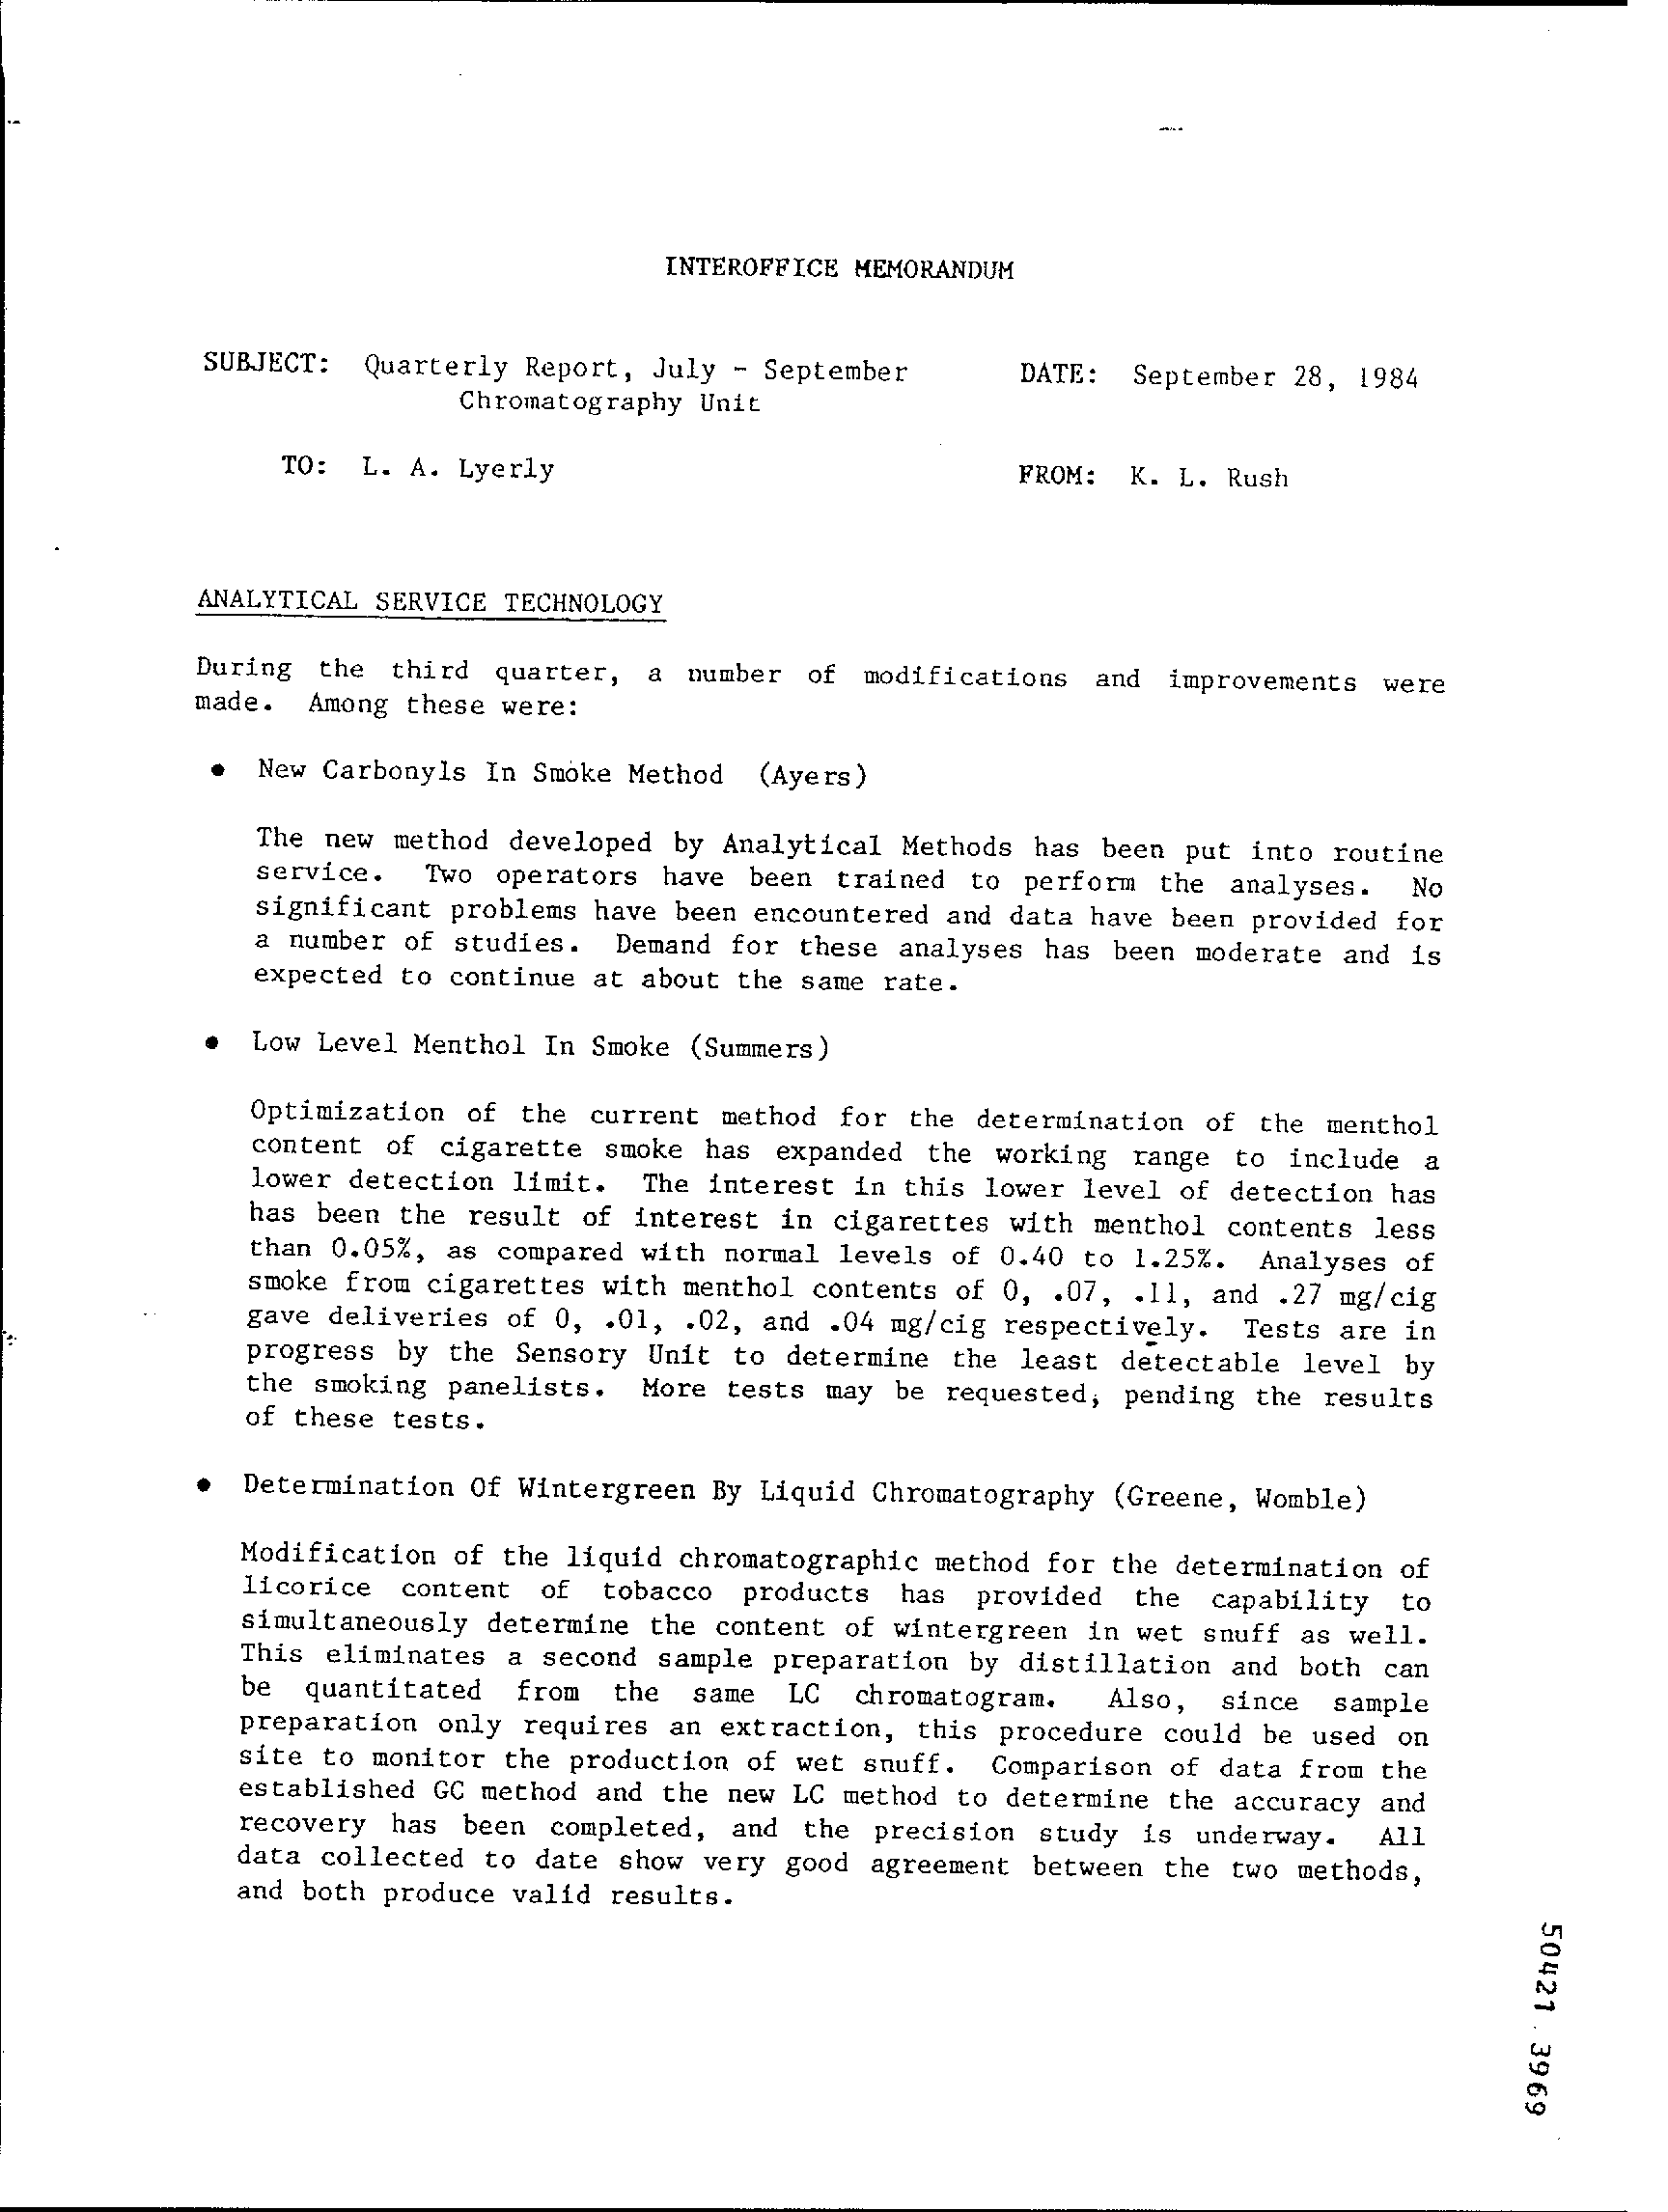 INTEROFFICE MEMORANDUM
SUBJECT: Quarterly Report, July - September
Chromatography Unit
DATE: September 28, 1984
TO: L. A. Lyerly
FROM: K. L. Rush
ANALYTICAL SERVICE TECHNOLOGY
During the third quarter, a number of modifications and improvements were
made. Among these were:
● New Carbonyls In Smoke Method (Ayers)
The new method developed by Analytical Methods has been put into routine
service. Two operators have been trained to perform the analyses. No
significant problems have been encountered and data have been provided for
a number of studies. Demand for these analyses has been moderate and is
expected to continue at about the same rate.
● Low Level Menthol In Smoke (Summers)
Optimization of the current method for the determination of the menthol
content of cigarette smoke has expanded the working range to include a
lower detection limit. The interest in this lower level of detection has
has been the result of interest in cigarettes with menthol contents less
than 0.05%, as compared with normal levels of 0.40 to 1.25%. Analyses of
smoke from cigarettes with menthol contents of 0, .07, .11, and .27 mg/cig
gave deliveries of 0, .01, .02, and .04 mg/cig respectively. Tests are in
progress by the Sensory Unit to determine the least detectable level by
the smoking panelists. More tests may be requested, pending the results
of these tests.
● Determination Of Wintergreen By Liquid Chromatography (Greene, Womble)
Modification of the liquid chromatographic method for the determination of
licorice content of tobacco products has provided the capability to
simultaneously determine the content of wintergreen in wet snuff as well.
This eliminates a second sample preparation by distillation and both can
be quantitated from the same LC chromatogram. Also, since sample
preparation only requires an extraction, this procedure could be used on
site to monitor the production of wet snuff. Comparison of data from the
established GC method and the new LC method to determine the accuracy and
recovery has been completed, and the precision study is underway. All
data collected to date show very good agreement between the two methods,
and both produce valid results.
50421 3969